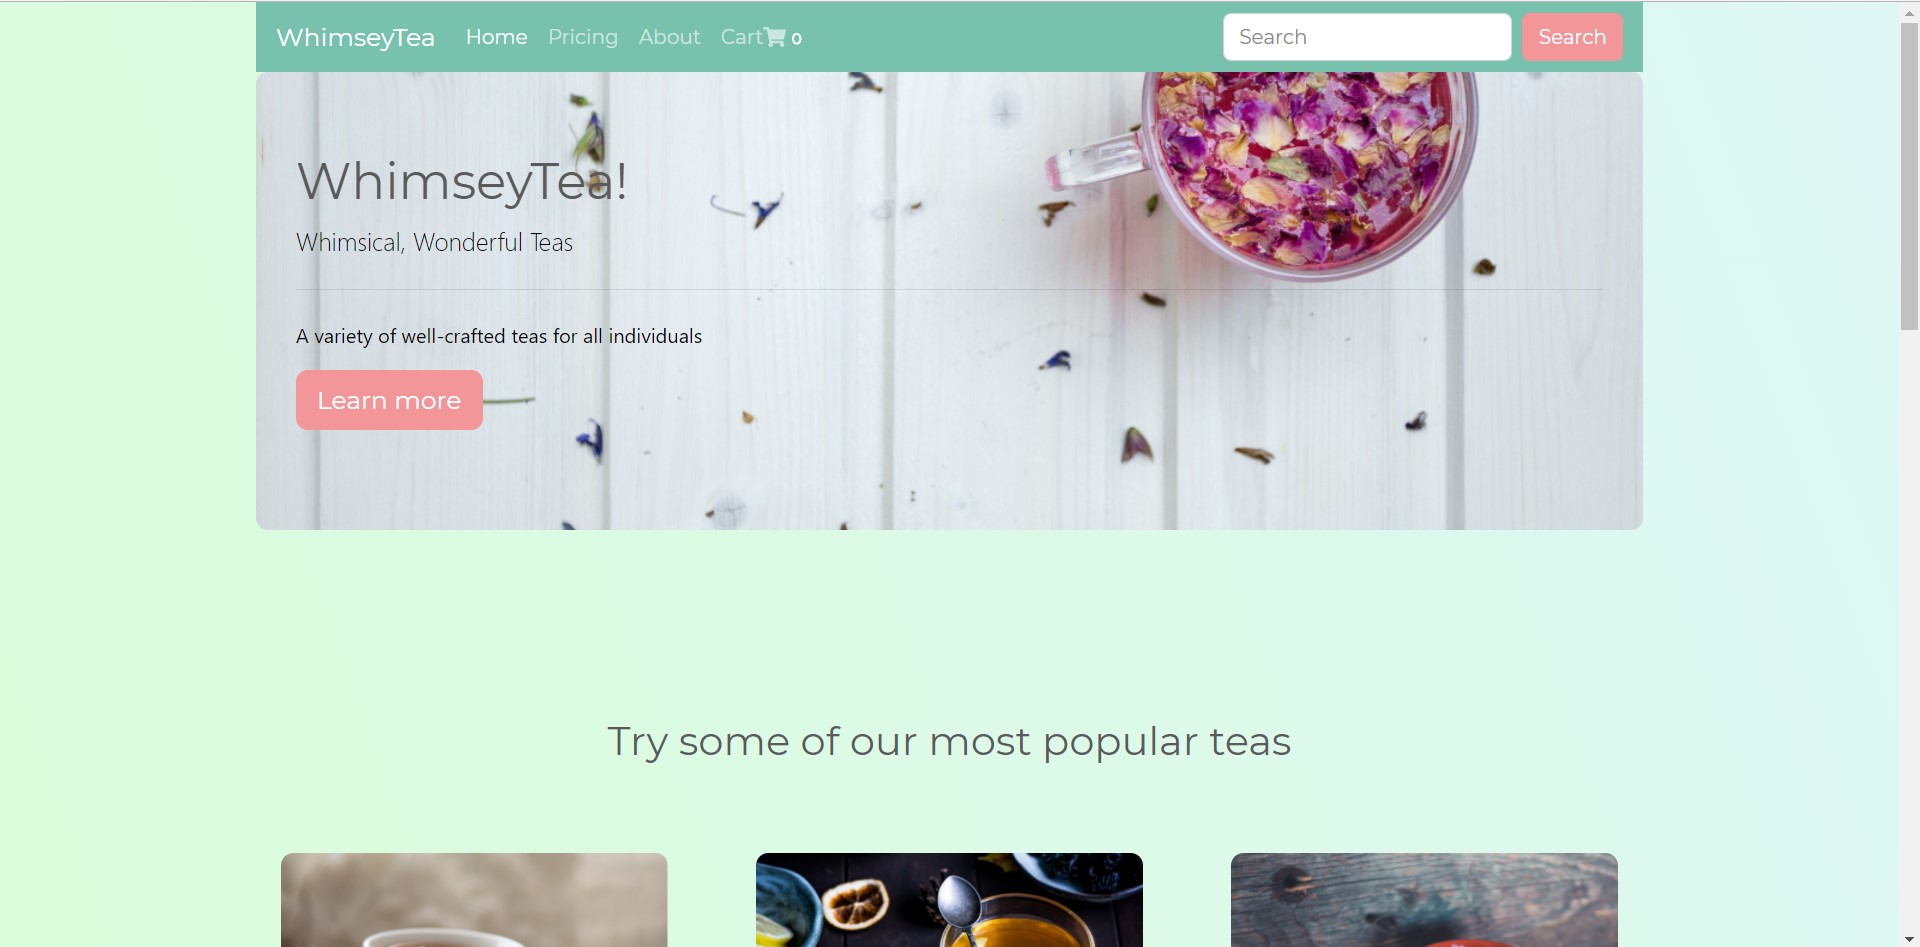 WhimseyTea Home Pricing About Cart 0 Search Search
WhimseyTea!
Whimsical, Wonderful Teas
A variety of well-crafted teas for all individuals
Learn more
Try some of our most popular teas